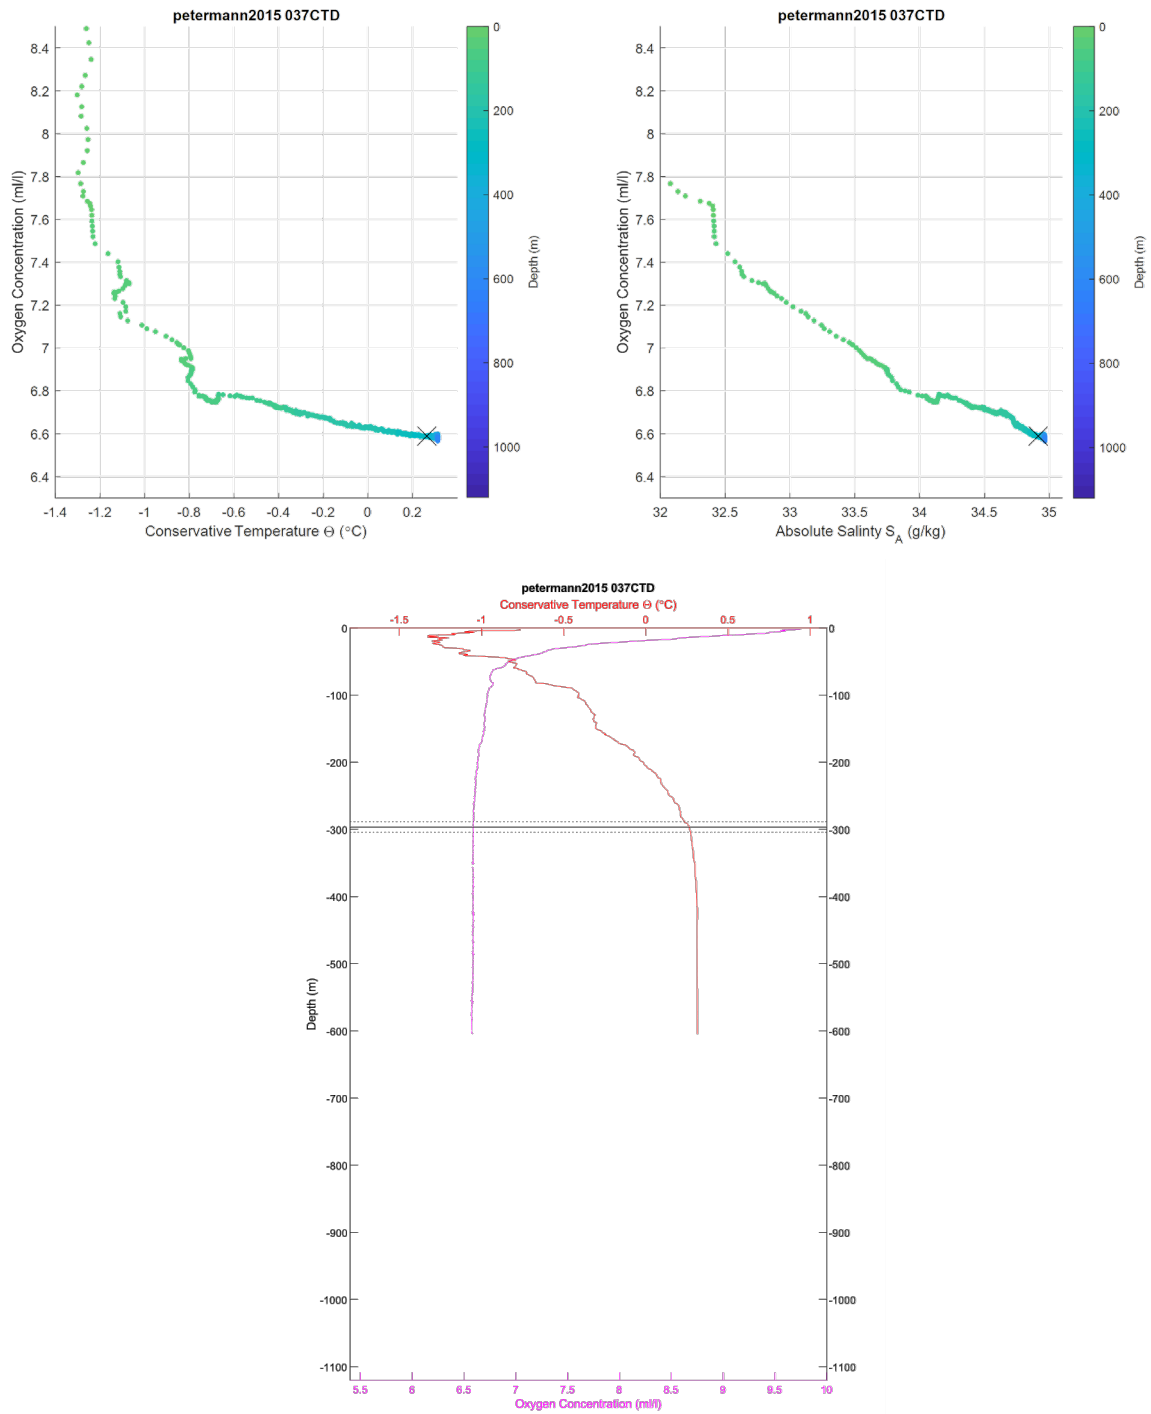 petermann2015 037CTD
8.4
8.2
8
7.8
7.6
7.4
7.2
7
6.8
6.6
6.4
Oxygen Concentration (ml/l)
-1.4 -1.2 -1 -0.8 -0.6 -0.4 -0.2 0 0.2
Conservative Temperature Θ (°C)
0
200
400
600
800
1000
Depth (m)
petermann2015 037CTD
8.4
8.2
8
7.8
7.6
7.4
7.2
7
6.8
6.6
6.4
Oxygen Concentration (ml/l)
32 32.5 33 33.5 34 34.5 35
Absolute Salinty S_A (g/kg)
0
200
400
600
800
1000
Depth (m)
petermann2015 037CTD
Conservative Temperature Θ (°C)
-1.5 -1 -0.5 0 0.5 1
0 0
-100 -100
-200 -200
-300 -300
-400 -400
-500 -500
-600 -600
-700 -700
-800 -800
-900 -900
-1000 -1000
-1100 -1100
Depth (m)
5.5 6 6.5 7 7.5 8 8.5 9 9.5 10
Oxygen Concentration (ml/l)